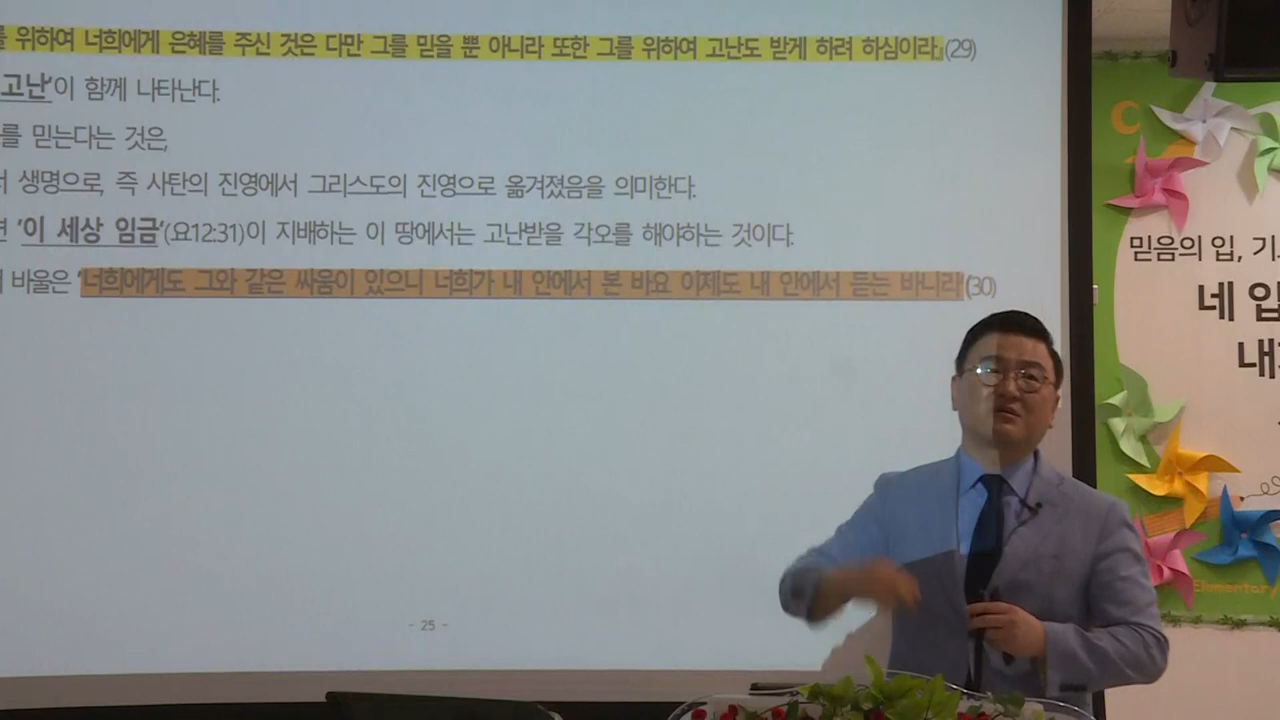 를 위하여 너희에게 은혜를 주신 것은 다만 그를 믿을 뿐 아니라 또한 그를 위하여 고난도 받게 하려 하심이라」(29)
고난'이 함께 나타난다.
를 믿는다는 것은,
생명으로, 즉 사탄의 진영에서 그리스도의 진영으로 옮겨졌음을 의미한다.
면 '이 세상 임금'(요12:31)이 지배하는 이 땅에서는 고난받을 각오를 해야하는 것이다.
바울은 '너희에게도 그와 같은 싸움이 있으니 너희가 내 안에서 본 바요 이제도 내 안에서 듣는 바니라'(30)
- 25 -
믿음의 입,
네
Elementar